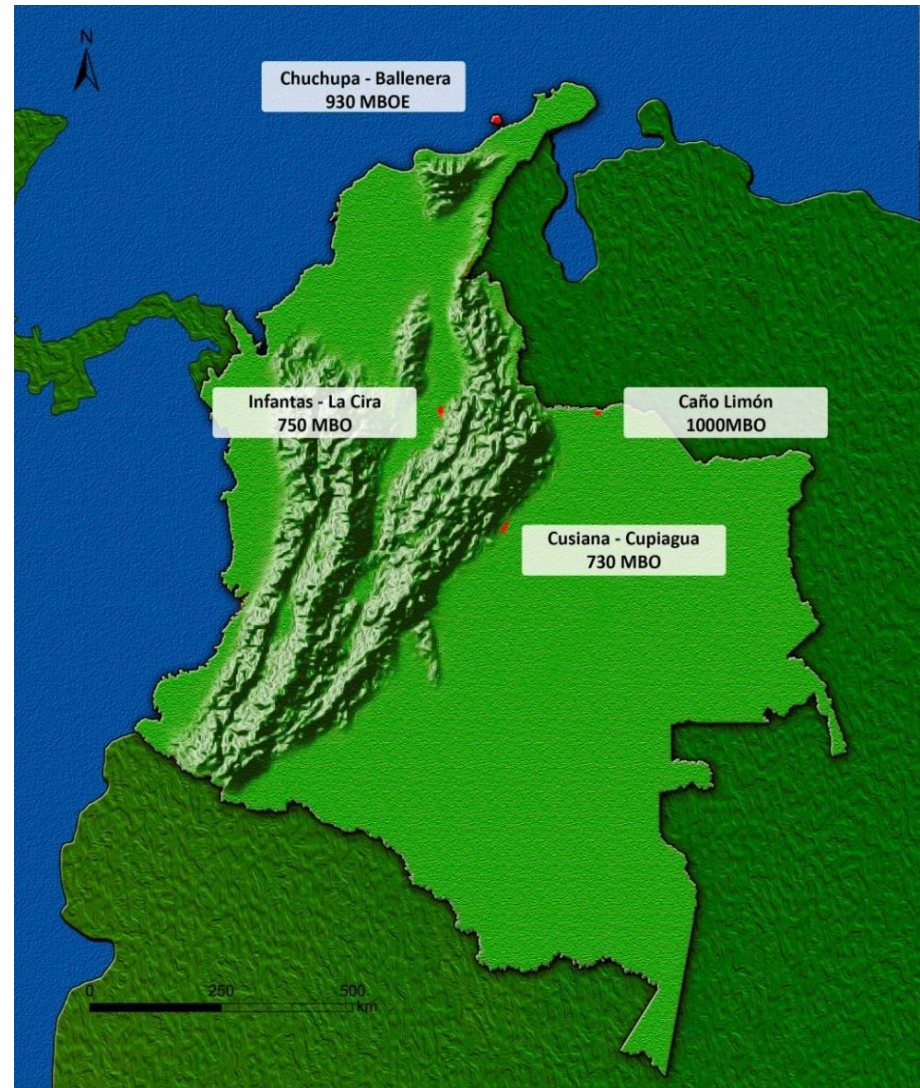 N
Chuchupa - Ballenera
930 MBOE
Infantas - La Cira
750 MBO
Caño Limón
1000MBO
Cusiana - Cupiagua
730 MBO
0 250 500
km